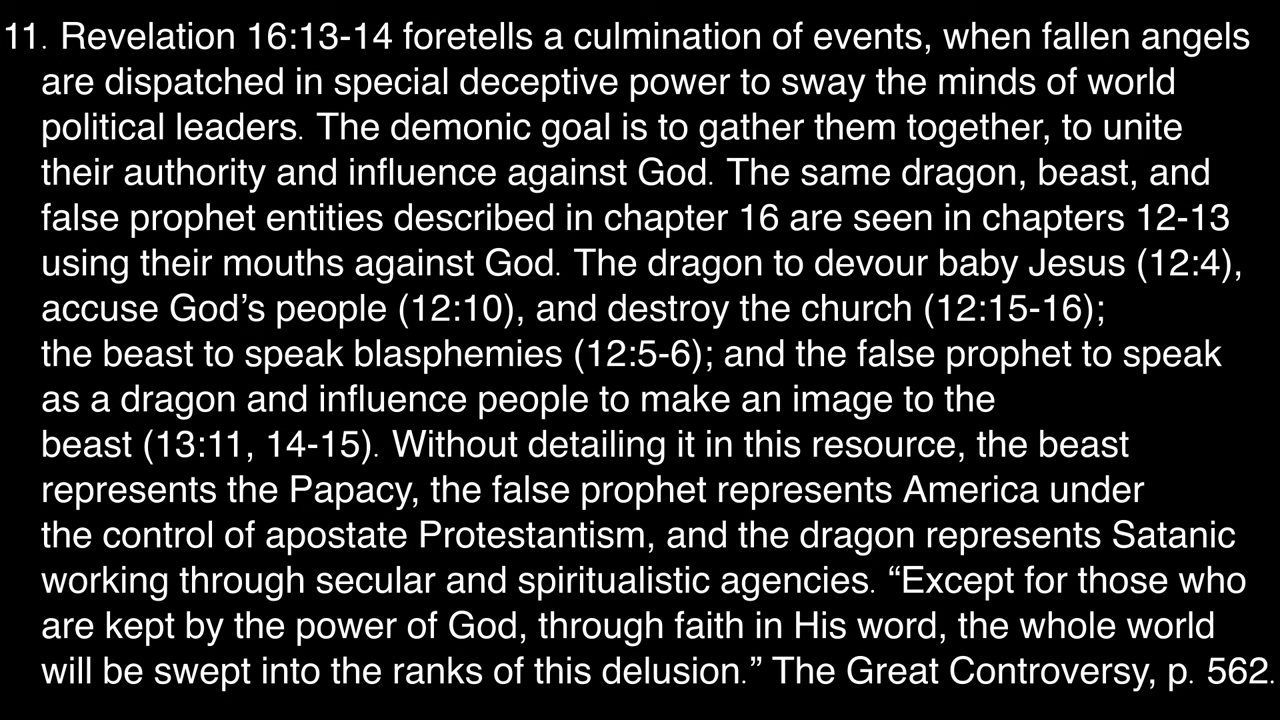 11. Revelation 16:13-14 foretells a culmination of events, when fallen angels
are dispatched in special deceptive power to sway the minds of world
political leaders. The demonic goal is to gather them together, to unite
their authority and influence against God. The same dragon, beast, and
false prophet entities described in chapter 16 are seen in chapters 12-13
using their mouths against God. The dragon to devour baby Jesus (12:4),
accuse God’s people (12:10), and destroy the church (12:15-16);
the beast to speak blasphemies (12:5-6); and the false prophet to speak
as a dragon and influence people to make an image to the
beast (13:11, 14-15). Without detailing it in this resource, the beast
represents the Papacy, the false prophet represents America under
the control of apostate Protestantism, and the dragon represents Satanic
working through secular and spiritualistic agencies. “Except for those who
are kept by the power of God, through faith in His word, the whole world
will be swept into the ranks of this delusion.” The Great Controversy, p. 562.